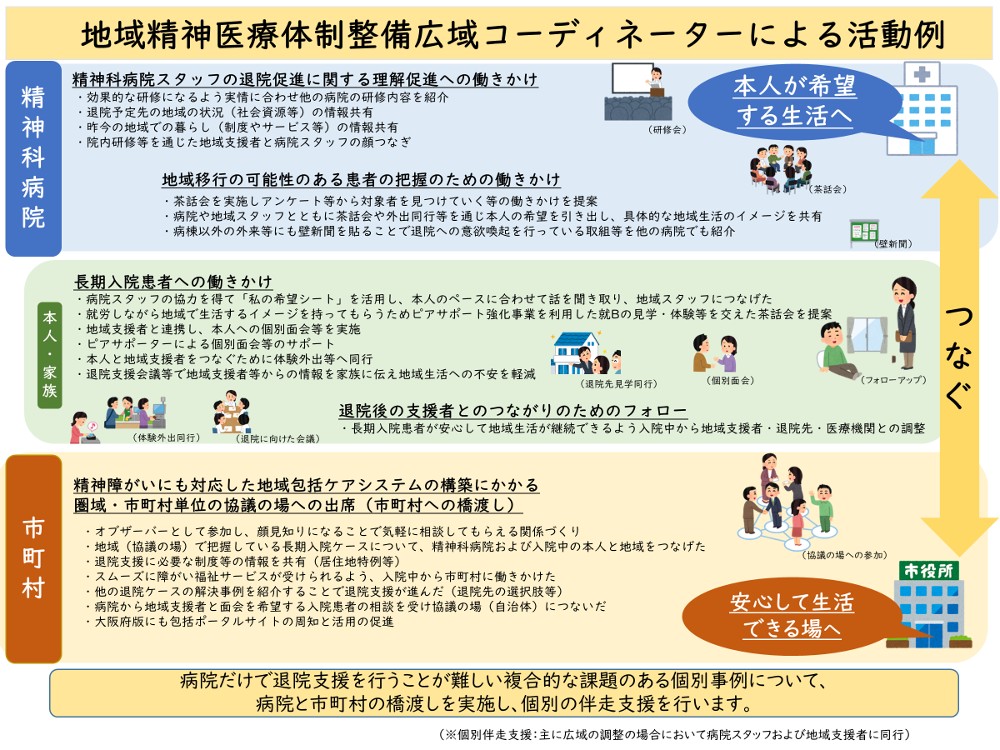 地域精神医療体制整備広域コーディネーターによる活動例
精神科病院
精神科病院スタッフの退院促進に関する理解促進への働きかけ
・効果的な研修になるよう実情に合わせ他の病院の研修内容を紹介
・退院予定先の地域の状況（社会資源等）の情報共有
・昨今の地域での暮らし（制度やサービス等）の情報共有
・院内研修等を通じた地域支援者と病院スタッフの顔つなぎ
（研修会）
本人が希望
する生活へ
地域移行の可能性のある患者の把握のための働きかけ
・茶話会を実施しアンケート等から対象者を見つけていく等の働きかけを提案
・病院や地域スタッフとともに茶話会や外出同行等を通じ本人の希望を引き出し、具体的な地域生活のイメージを共有
・病棟以外の外来等にも壁新聞を貼ることで退院への意欲喚起を行っている取組等を他の病院でも紹介
（茶話会）
（壁新聞）
つなぐ
本人・家族
長期入院患者への働きかけ
・病院スタッフの協力を得て「私の希望シート」を活用し、本人のペースに合わせて話を聞き取り、地域スタッフにつなげた
・就労しながら地域で生活するイメージを持ってもらうためピアサポート強化事業を利用した就Bの見学・体験等を交えた茶話会を提案
・地域支援者と連携し、本人への個別面会等を実施
・ピアサポーターによる個別面会等のサポート
・本人と地域支援者をつなぐために体験外出等へ同行
・退院支援会議等で地域支援者等からの情報を家族に伝え地域生活への不安を軽減
（退院先見学同行）
（個別面会）
（フォローアップ）
（体験外出同行）
（退院に向けた会議）
退院後の支援者とのつながりのためのフォロー
・長期入院患者が安心して地域生活が継続できるよう入院中から地域支援者・退院先・医療機関との調整
市町村
精神障がいにも対応した地域包括ケアシステムの構築にかかる
圏域・市町村単位の協議の場への出席（市町村への橋渡し）
・オブザーバーとして参加し、顔見知りになることで気軽に相談してもらえる関係づくり
・地域（協議の場）で把握している長期入院ケースについて、精神科病院および入院中の本人と地域をつなげた
・退院支援に必要な制度等の情報を共有（居住地特例等）
・スムーズに障がい福祉サービスが受けられるよう、入院中から市町村に働きかけた
・他の退院ケースの解決事例を紹介することで退院支援が進んだ（退院先の選択肢等）
・病院から地域支援者と面会を希望する入院患者の相談を受け協議の場（自治体）につないだ
・大阪府版にも包括ポータルサイトの周知と活用の促進
（協議の場への参加）
市役所
安心して生活
できる場へ
病院だけで退院支援を行うことが難しい複合的な課題のある個別事例について、
病院と市町村の橋渡しを実施し、個別の伴走支援を行います。
（※個別伴走支援：主に広域の調整の場合において病院スタッフおよび地域支援者に同行）